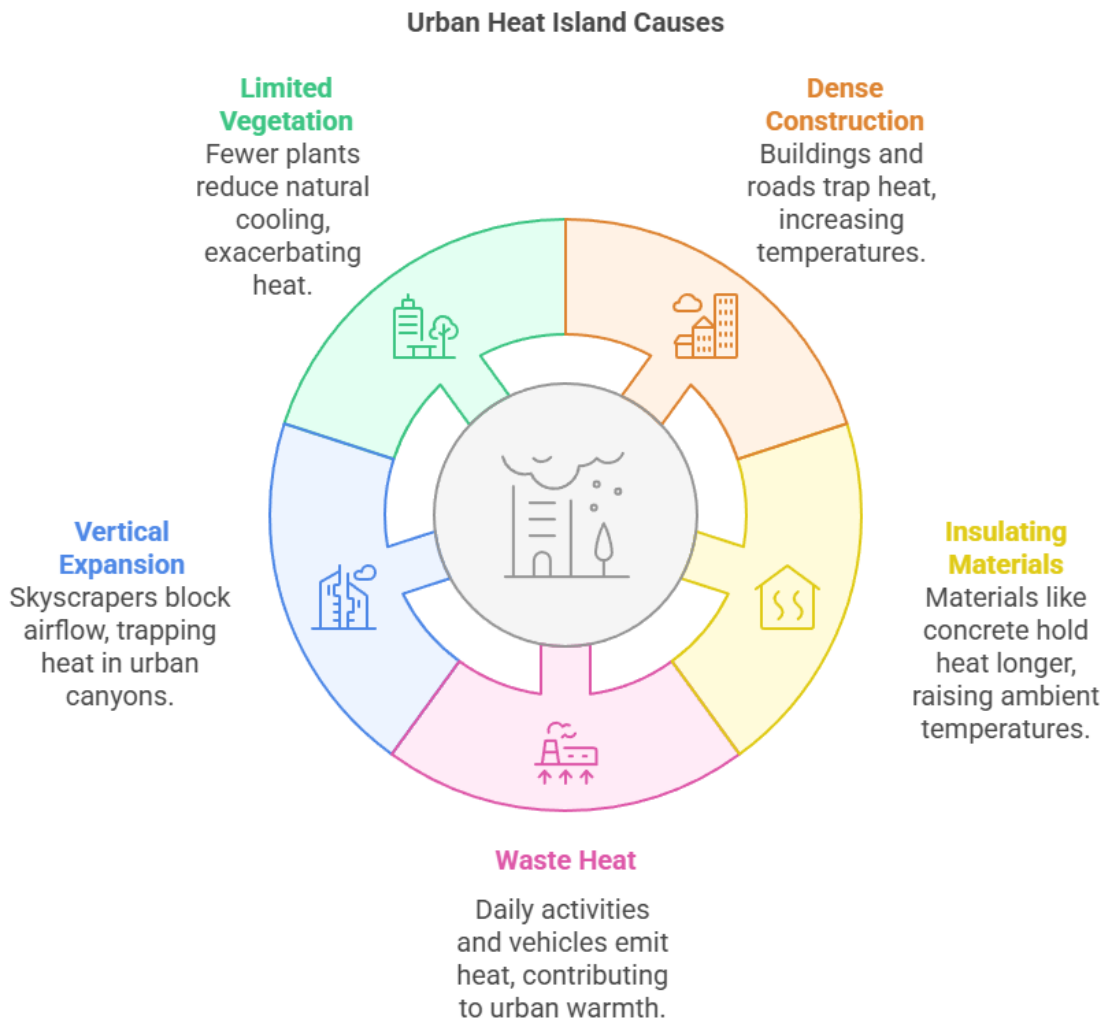 Urban Heat Island Causes
Limited
Vegetation
Fewer plants
reduce natural
cooling,
exacerbating
heat.
Dense
Construction
Buildings and
roads trap heat,
increasing
temperatures.
Vertical
Expansion
Skyscrapers block
airflow, trapping
heat in urban
canyons.
Insulating
Materials
Materials like
concrete hold
heat longer,
raising ambient
temperatures.
Waste Heat
Daily activities
and vehicles emit
heat, contributing
to urban warmth.